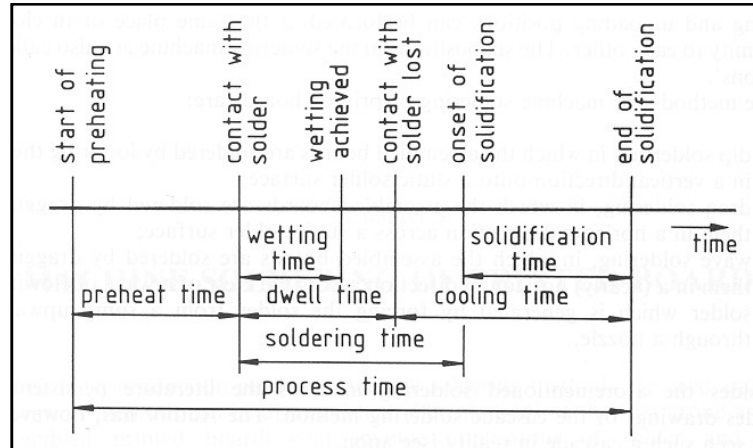 start of
preheating
contact with
solder
wetting
achieved
contact with
solder lost
onset of
solidification
end of
solidification
time
wetting
time
solidification
time
preheat time
dwell time
cooling time
soldering time
process time